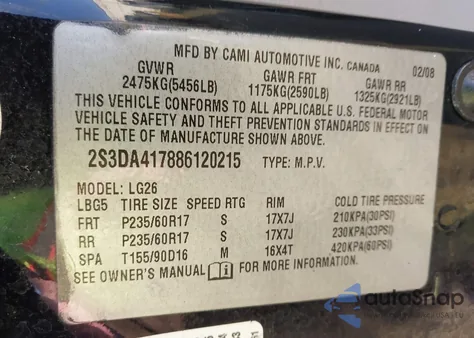 MFD BY CAMI AUTOMOTIVE INC. CANADA 02/08
GVWR GAWR FRT GAWR RR
2475KG(5456LB) 1175KG(2590LB) 1325KG(2921LB)
THIS VEHICLE CONFORMS TO ALL APPLICABLE U.S. FEDERAL MOTOR
VEHICLE SAFETY AND THEFT PREVENTION STANDARDS IN EFFECT ON
THE DATE OF MANUFACTURE SHOWN ABOVE.
2S3DA417886120215 TYPE: M.P.V.
MODEL: LG26
LBG5 TIRE SIZE SPEED RTG RIM COLD TIRE PRESSURE
FRT P235/60R17 S 17X7J 210KPA(30PSI)
RR P235/60R17 S 17X7J 230KPA(33PSI)
SPA T155/90D16 M 16X4T 420KPA(60PSI)
SEE OWNER'S MANUAL FOR MORE INFORMATION.
autoSnap